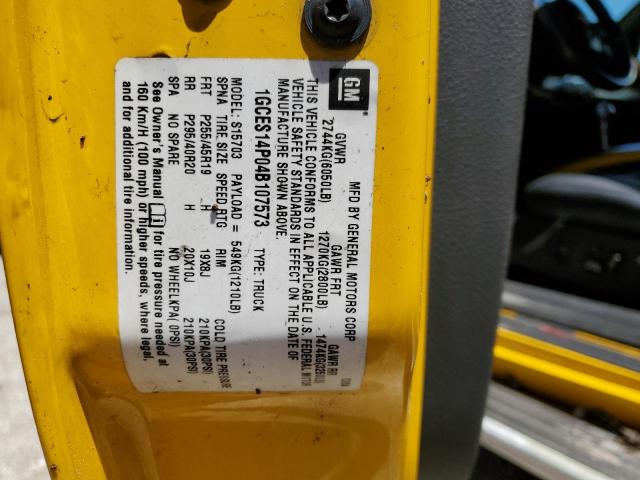 GM MFD BY GENERAL MOTORS CORP
GVWR GAWR FRT GAWR RR
2744KG(6050LB) 1270KG(2800LB)
THIS VEHICLE CONFORMS TO ALL APPLICABLE U.S. FEDERAL MOTOR
VEHICLE SAFETY STANDARDS IN EFFECT ON THE DATE OF
MANUFACTURE SHOWN ABOVE.
1GCES14P04B107573 TYPE: TRUCK
MODEL: S15703 PAYLOAD = 549KG(1210LB)
SPNA TIRE SIZE SPEED RTG RIM COLD TIRE PRESSURE
FRT P255/45R19 H 19X8J 210KPA(30PSI)
RR P295/40R20 H 20X10J 210KPA(30PSI)
SPA NO SPARE NO WHEEL KPA( 0PSI)
See Owner's Manual i for tire pressure needed at
160 Km/H (100 mph) or higher speeds, where legal,
and for additional tire information.